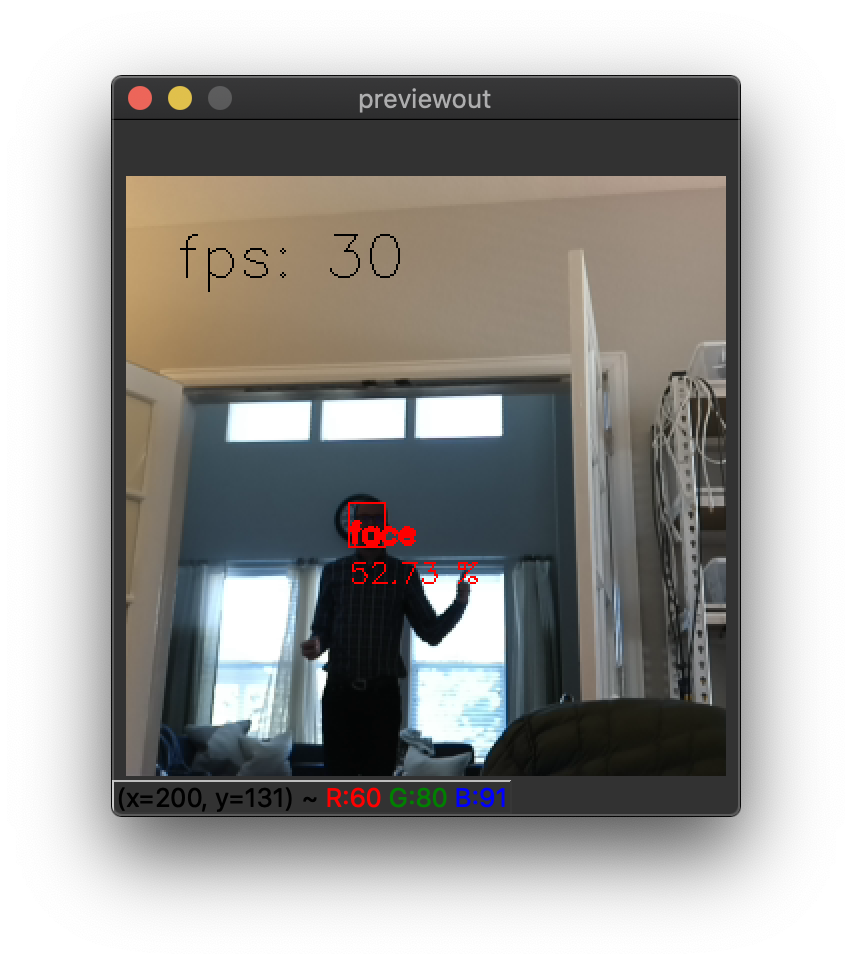 previewout
fps: 30
face
52.73 %
(x=200, y=131) ~ R:60 G:80 B:91